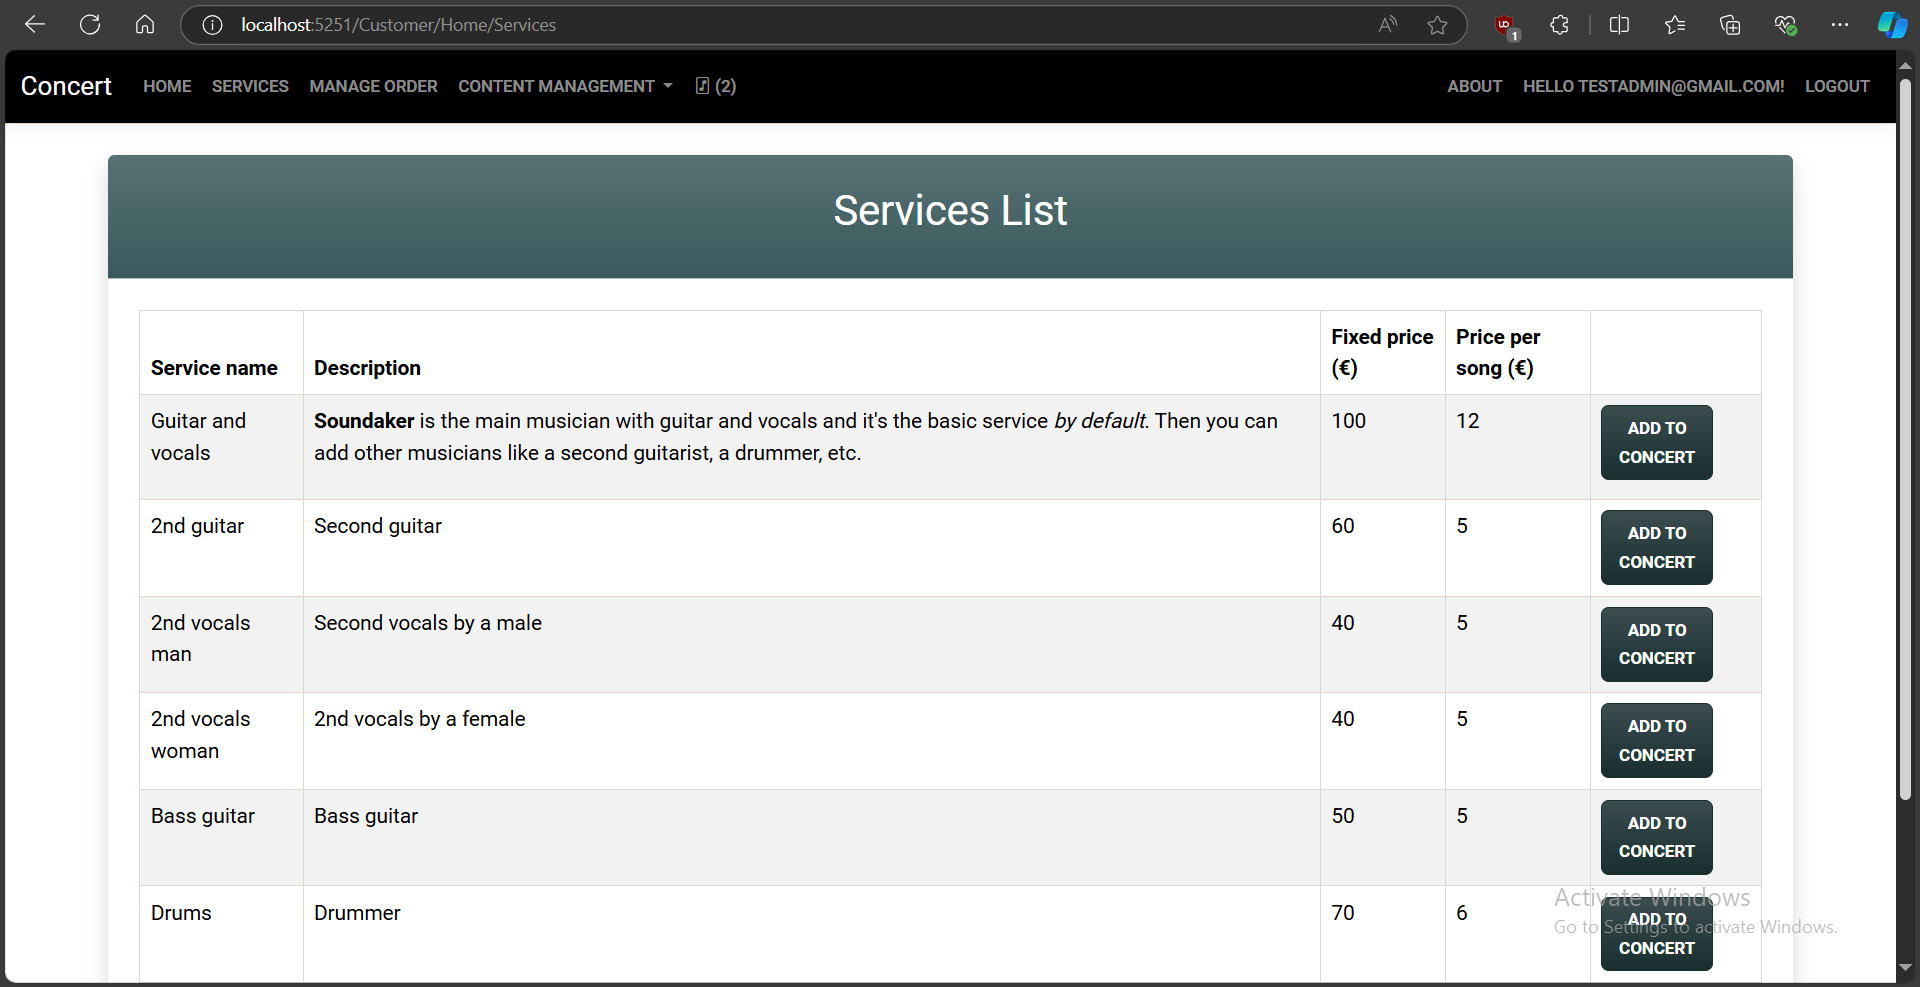 localhost:5251/Customer/Home/Services
1
Concert HOME SERVICES MANAGE ORDER CONTENT MANAGEMENT (2) ABOUT HELLO TESTADMIN@GMAIL.COM! LOGOUT
Services List
Service name Description Fixed price (€) Price per song (€)
Guitar and vocals
Soundaker is the main musician with guitar and vocals and it's the basic service by default. Then you can
add other musicians like a second guitarist, a drummer, etc.
100 12
ADD TO
CONCERT
2nd guitar Second guitar 60 5
ADD TO
CONCERT
2nd vocals
man
Second vocals by a male 40 5
ADD TO
CONCERT
2nd vocals
woman
2nd vocals by a female 40 5
ADD TO
CONCERT
Bass guitar Bass guitar 50 5
ADD TO
CONCERT
Drums Drummer 70 6
ADD TO
CONCERT
Activate Windows
Go to Settings to activate Windows.